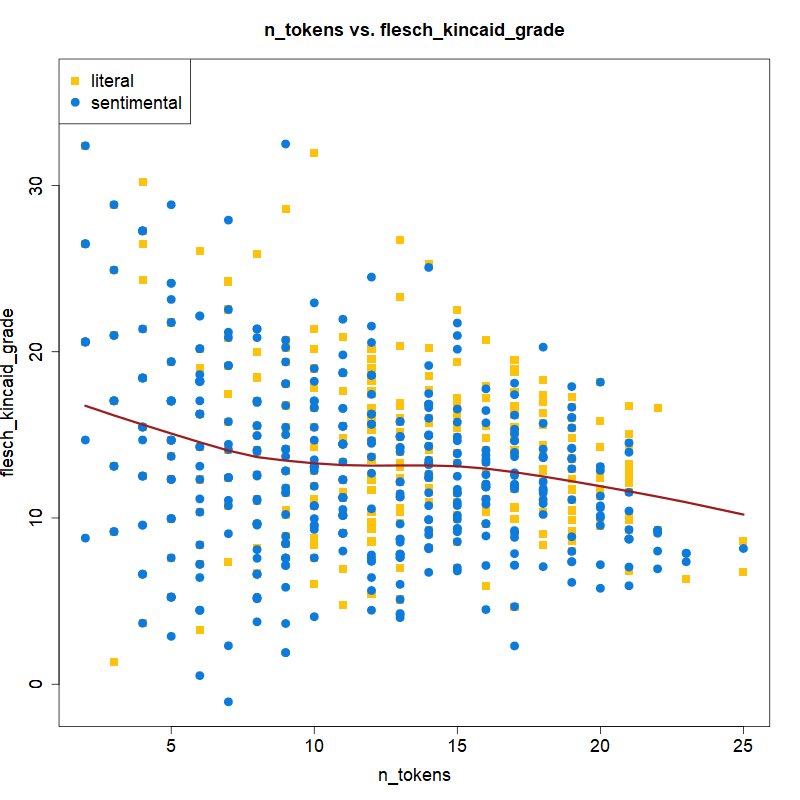 n_tokens vs. flesch_kincaid_grade
literal
sentimental
flesch_kincaid_grade
30
20
10
0
5
10
15
20
25
n_tokens